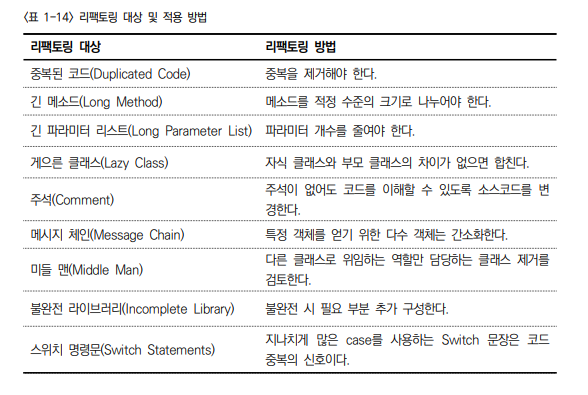 〈표 1-14〉 리팩토링 대상 및 적용 방법
리팩토링 대상 리팩토링 방법
중복된 코드(Duplicated Code) 중복을 제거해야 한다.
긴 메소드(Long Method) 메소드를 적정 수준의 크기로 나누어야 한다.
긴 파라미터 리스트(Long Parameter List) 파라미터 개수를 줄여야 한다.
게으른 클래스(Lazy Class) 자식 클래스와 부모 클래스의 차이가 없으면 합친다.
주석(Comment) 주석이 없어도 코드를 이해할 수 있도록 소스코드를 변
경한다.
메시지 체인(Message Chain) 특정 객체를 얻기 위한 다수 객체는 간소화한다.
미들 맨(Middle Man) 다른 클래스로 위임하는 역할만 담당하는 클래스 제거를
검토한다.
불완전 라이브러리(Incomplete Library) 불완전 시 필요 부분 추가 구성한다.
스위치 명령문(Switch Statements) 지나치게 많은 case를 사용하는 Switch 문장은 코드
중복의 신호이다.